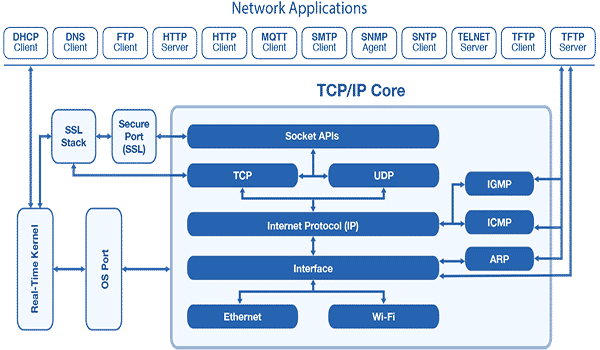 Network Applications
DHCP Client
DNS Client
FTP Client
HTTP Server
HTTP Client
MQTT Client
SMTP Client
SNMP Agent
SNTP Client
TELNET Server
TFTP Client
TFTP Server
TCP/IP Core
SSL Stack
Secure Port (SSL)
Socket APIs
TCP
UDP
IGMP
Internet Protocol (IP)
ICMP
Real-Time Kernel
OS Port
Interface
ARP
Ethernet
Wi-Fi